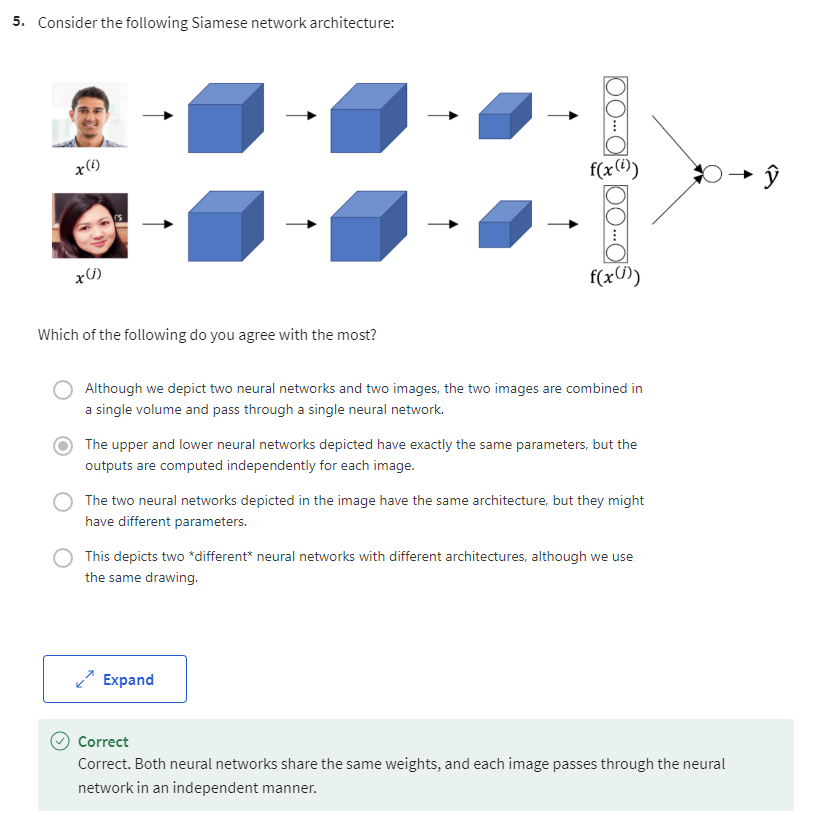 5. Consider the following Siamese network architecture:
x⁽ⁱ⁾
f(x⁽ⁱ⁾)
ŷ
rs
x⁽ʲ⁾
f(x⁽ʲ⁾)
Which of the following do you agree with the most?
Although we depict two neural networks and two images, the two images are combined in
a single volume and pass through a single neural network.
The upper and lower neural networks depicted have exactly the same parameters, but the
outputs are computed independently for each image.
The two neural networks depicted in the image have the same architecture, but they might
have different parameters.
This depicts two *different* neural networks with different architectures, although we use
the same drawing.
Expand
Correct
Correct. Both neural networks share the same weights, and each image passes through the neural
network in an independent manner.